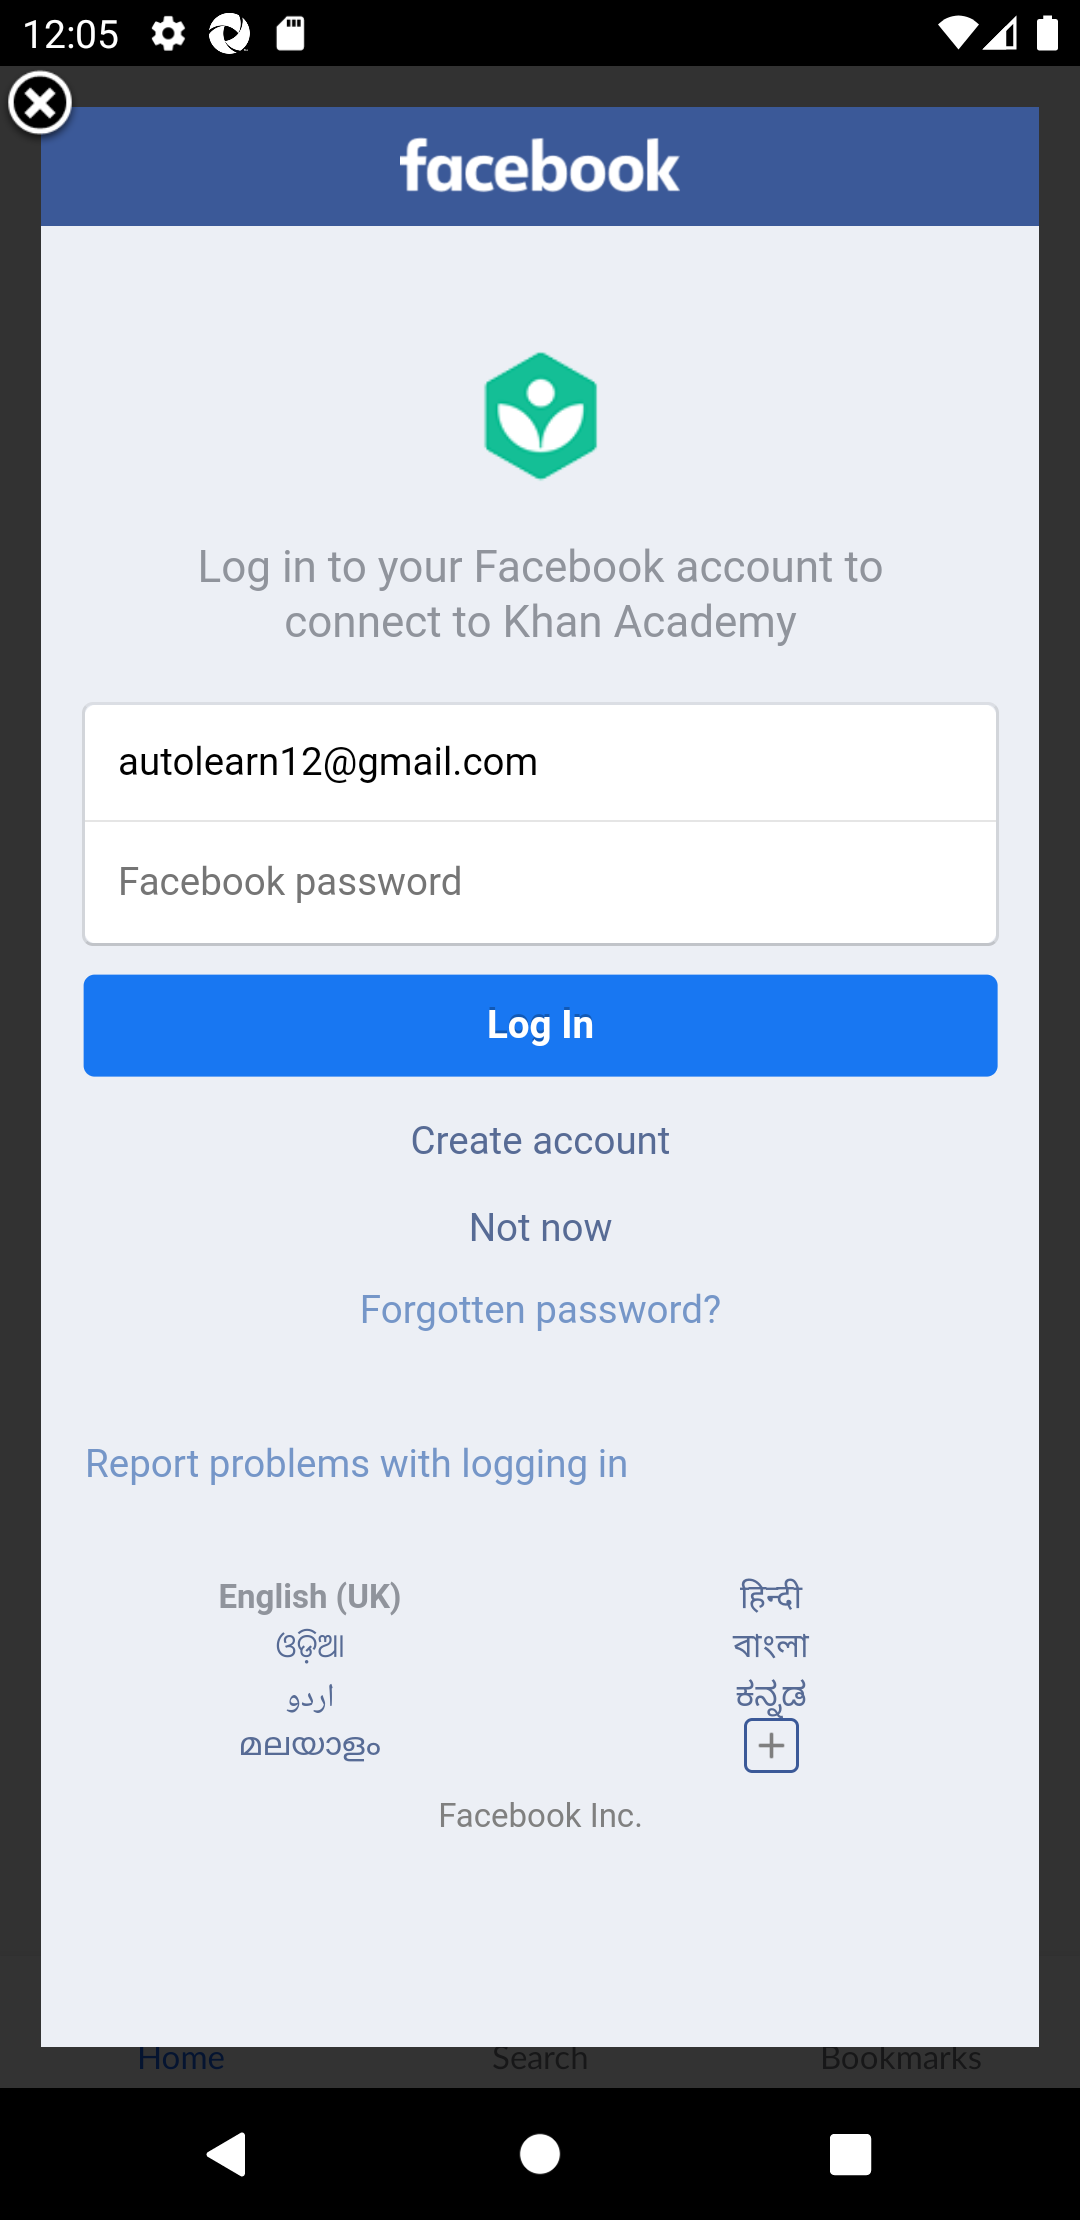 12:05
facebook
Log in to your Facebook account to
connect to Khan Academy
autolearn12@gmail.com
Facebook password
Log In
Create account
Not now
Forgotten password?
Report problems with logging in
English (UK)
हिन्दी
ଓଡ଼ିଆ
বাংলা
اردو
ಕನ್ನಡ
മലയാളം
Facebook Inc.
Home
Search
Bookmarks